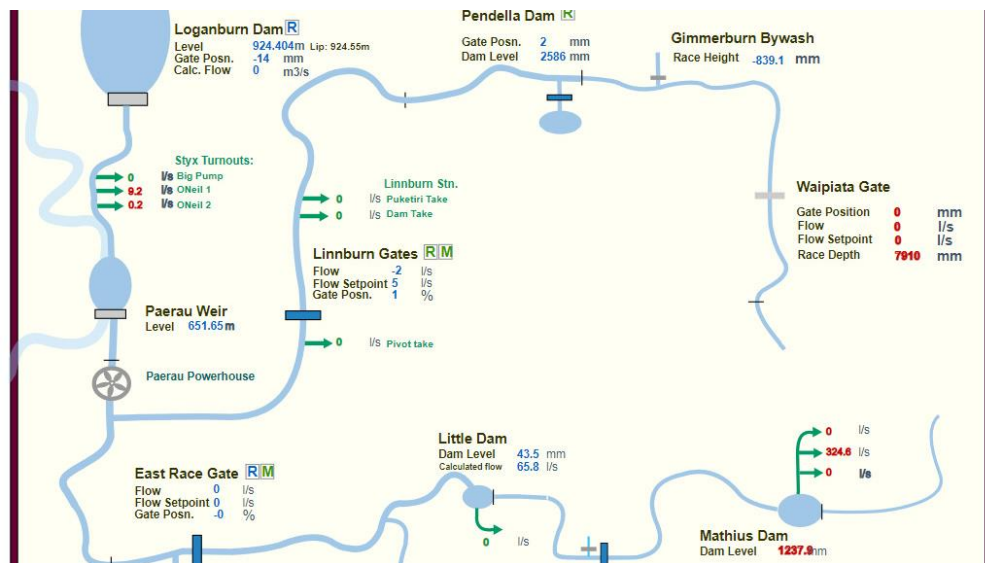 Loganburn Dam R
Level 924.404m Lip: 924.55m
Gate Posn. -14 mm
Calc. Flow 0 m3/s
Pendella Dam R
Gate Posn. 2 mm
Dam Level 2586 mm
Gimmerburn Bywash
Race Height -839.1 mm
Styx Turnouts:
0 l/s Big Pump
9.2 l/s ONeil 1
0.2 l/s ONeil 2
Linnburn Stn.
0 l/s Puketiri Take
0 l/s Dam Take
Waipiata Gate
Gate Position 0 mm
Flow 0 l/s
Flow Setpoint 0 l/s
Race Depth 7910 mm
Linnburn Gates R M
Flow -2 l/s
Flow Setpoint 5 l/s
Gate Posn. 1 %
0 l/s Pivot take
Paerau Weir
Level 651.65m
Paerau Powerhouse
East Race Gate R M
Flow 0 l/s
Flow Setpoint 0 l/s
Gate Posn. -0 %
Little Dam
Dam Level 43.5 mm
Calculated flow 65.8 l/s
0 l/s
0 l/s
324.6 l/s
0 l/s
Mathius Dam
Dam Level 1237.9mm